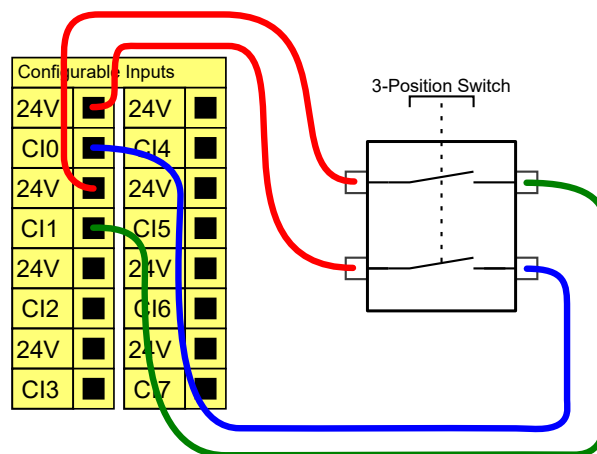 Configurable Inputs
3-Position Switch
24V 24V
CI0 CI4
24V 24V
CI1 CI5
24V 24V
CI2 CI6
24V 24V
CI3 CI7